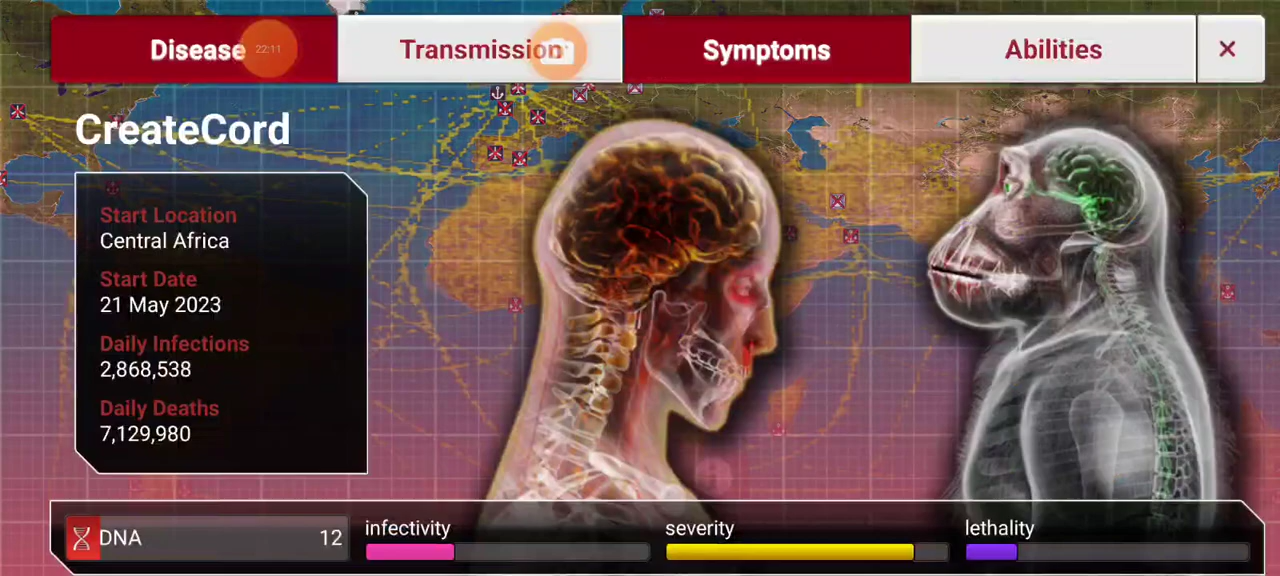 Disease
22:11
Transmission
Symptoms
Abilities
×
CreateCord
Start Location
Central Africa
Start Date
21 May 2023
Daily Infections
2,868,538
Daily Deaths
7,129,980
DNA 12
infectivity
severity
lethality